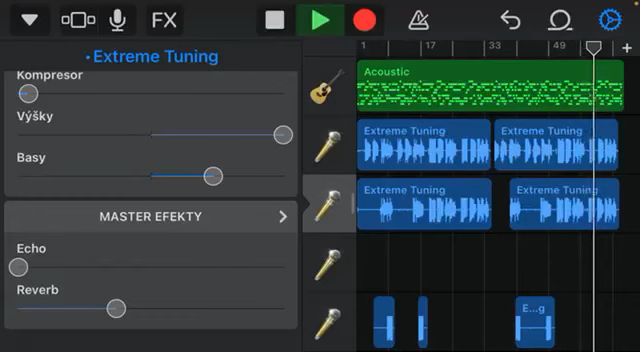 FX
• Extreme Tuning
1 17 33 49 +
Kompresor
Výšky
Basy
MASTER EFEKTY
Echo
Reverb
Acoustic
Extreme Tuning Extreme Tuning
Extreme Tuning Extreme Tuning
E...g